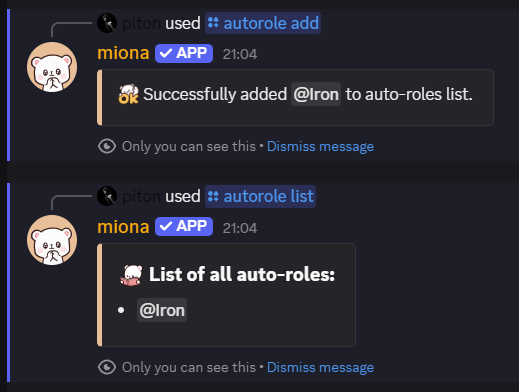 piton used autorole add
miona ✓ APP 21:04
OK Successfully added @Iron to auto-roles list.
Only you can see this • Dismiss message
piton used autorole list
miona ✓ APP 21:04
List of all auto-roles:
• @Iron
Only you can see this • Dismiss message